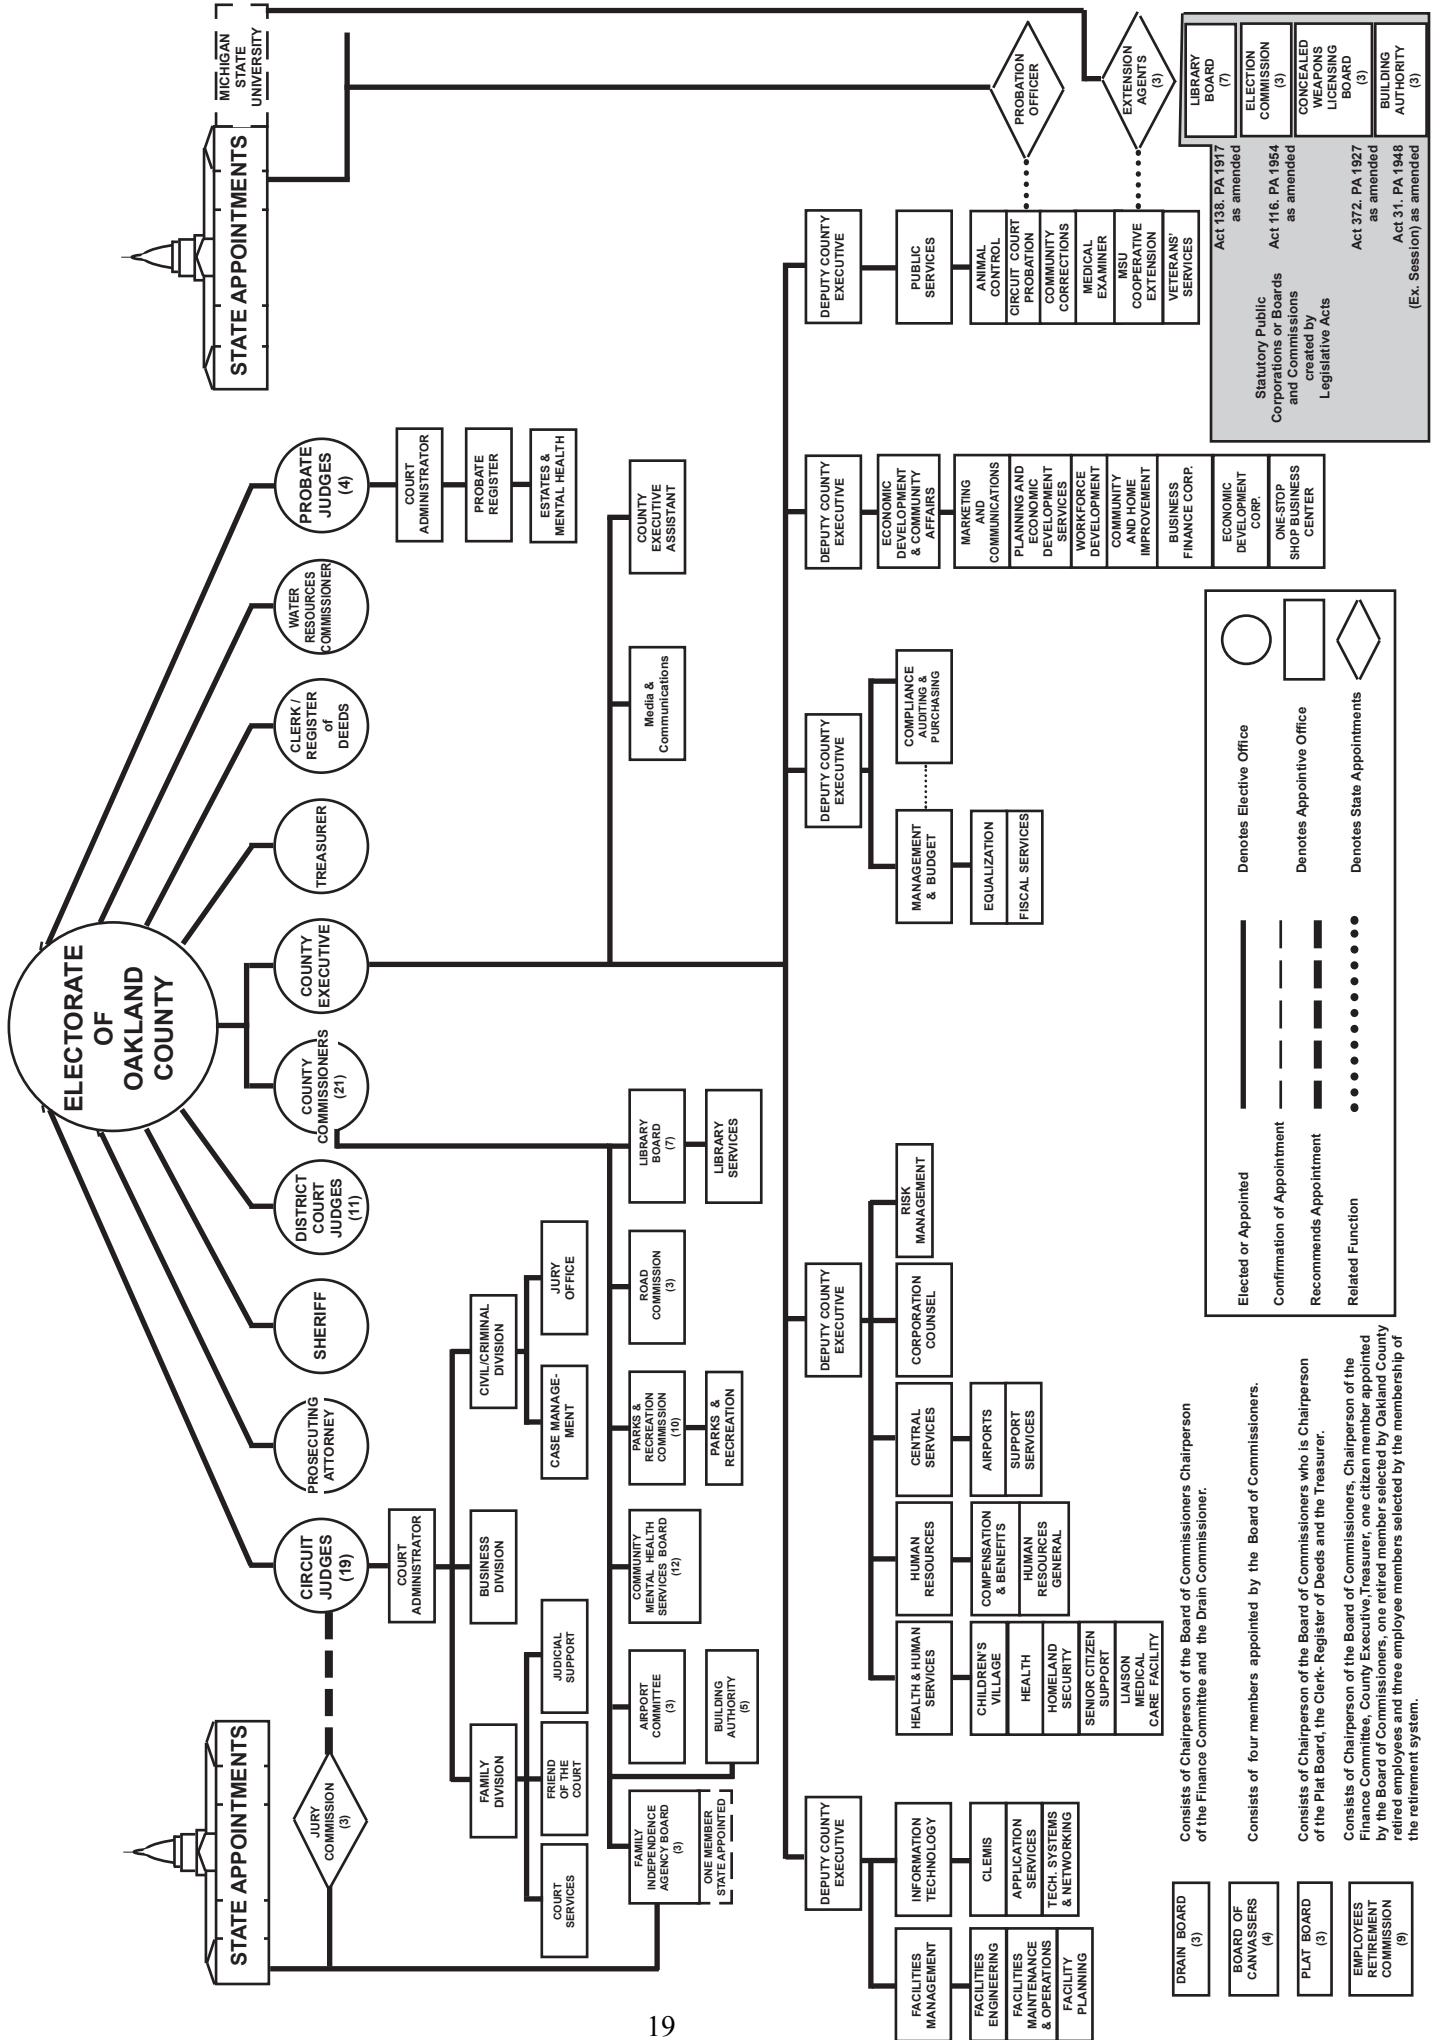 ELECTORATE
OF
OAKLAND
COUNTY
STATE APPOINTMENTS
STATE APPOINTMENTS
MICHIGAN
STATE
UNIVERSITY
JURY
COMMISSION
(3)
CIRCUIT
JUDGES
(19)
PROSECUTING
ATTORNEY
SHERIFF
DISTRICT
COURT
JUDGES
(11)
COUNTY
COMMISSIONERS
(21)
COUNTY
EXECUTIVE
TREASURER
CLERK /
REGISTER
of
DEEDS
WATER
RESOURCES
COMMISSIONER
PROBATE
JUDGES
(4)
COURT
ADMINISTRATOR
PROBATE
REGISTER
ESTATES &
MENTAL HEALTH
COURT
ADMINISTRATOR
FAMILY
DIVISION
BUSINESS
DIVISION
CIVIL/CRIMINAL
DIVISION
COURT
SERVICES
FRIEND
OF THE
COURT
JUDICIAL
SUPPORT
CASE MANAGE-
MENT
JURY
OFFICE
FAMILY
INDEPENDENCE
AGENCY BOARD
(3)
ONE MEMBER
STATE APPOINTED
AIRPORT
COMMITTEE
(3)
BUILDING
AUTHORITY
(5)
COMMUNITY
MENTAL HEALTH
SERVICES BOARD
(12)
PARKS &
RECREATION
COMMISSION
(10)
PARKS &
RECREATION
ROAD
COMMISSION
(3)
LIBRARY
BOARD
(7)
LIBRARY
SERVICES
Media &
Communications
COUNTY
EXECUTIVE
ASSISTANT
DEPUTY COUNTY
EXECUTIVE
FACILITIES
MANAGEMENT
FACILITIES
ENGINEERING
FACILITIES
MAINTENANCE
& OPERATIONS
FACILITY
PLANNING
INFORMATION
TECHNOLOGY
CLEMIS
APPLICATION
SERVICES
TECH. SYSTEMS
& NETWORKING
DEPUTY COUNTY
EXECUTIVE
HEALTH & HUMAN
SERVICES
CHILDREN'S
VILLAGE
HEALTH
HOMELAND
SECURITY
SENIOR CITIZEN
SUPPORT
LIAISON
MEDICAL
CARE FACILITY
HUMAN
RESOURCES
COMPENSATION
& BENEFITS
HUMAN
RESOURCES
GENERAL
CENTRAL
SERVICES
AIRPORTS
SUPPORT
SERVICES
CORPORATION
COUNSEL
RISK
MANAGEMENT
DEPUTY COUNTY
EXECUTIVE
MANAGEMENT
& BUDGET
EQUALIZATION
FISCAL SERVICES
COMPLIANCE
AUDITING &
PURCHASING
DEPUTY COUNTY
EXECUTIVE
ECONOMIC
DEVELOPMENT
& COMMUNITY
AFFAIRS
MARKETING
AND
COMMUNICATIONS
PLANNING AND
ECONOMIC
DEVELOPMENT
SERVICES
WORKFORCE
DEVELOPMENT
COMMUNITY
AND HOME
IMPROVEMENT
BUSINESS
FINANCE CORP.
ECONOMIC
DEVELOPMENT
CORP.
ONE-STOP
SHOP BUSINESS
CENTER
DEPUTY COUNTY
EXECUTIVE
PUBLIC
SERVICES
ANIMAL
CONTROL
CIRCUIT COURT
PROBATION
COMMUNITY
CORRECTIONS
MEDICAL
EXAMINER
MSU
COOPERATIVE
EXTENSION
VETERANS'
SERVICES
PROBATION
OFFICER
EXTENSION
AGENTS
(3)
DRAIN BOARD
(3)
Consists of Chairperson of the Board of Commissioners Chairperson
of the Finance Committee and the Drain Commissioner.
BOARD OF
CANVASSERS
(4)
Consists of four members appointed by the Board of Commissioners.
PLAT BOARD
(3)
Consists of Chairperson of the Board of Commissioners who is Chairperson
of the Plat Board, the Clerk- Register of Deeds and the Treasurer.
EMPLOYEES
RETIREMENT
COMMISSION
(9)
Consists of Chairperson of the Board of Commissioners, Chairperson of the
Finance Committee, County Executive,Treasurer, one citizen member appointed
by the Board of Commissioners, one retired member selected by Oakland County
retired employees and three employee members selected by the membership of
the retirement system.
Elected or Appointed
Confirmation of Appointment
Recommends Appointment
Related Function
Denotes Elective Office
Denotes Appointive Office
Denotes State Appointments
Statutory Public
Corporations or Boards
and Commissions
created by
Legislative Acts
Act 138. PA 1917
as amended
LIBRARY
BOARD
(7)
Act 116. PA 1954
as amended
ELECTION
COMMISSION
(3)
Act 372. PA 1927
as amended
CONCEALED
WEAPONS
LICENSING
BOARD
(3)
Act 31. PA 1948
(Ex. Session) as amended
BUILDING
AUTHORITY
(3)
19